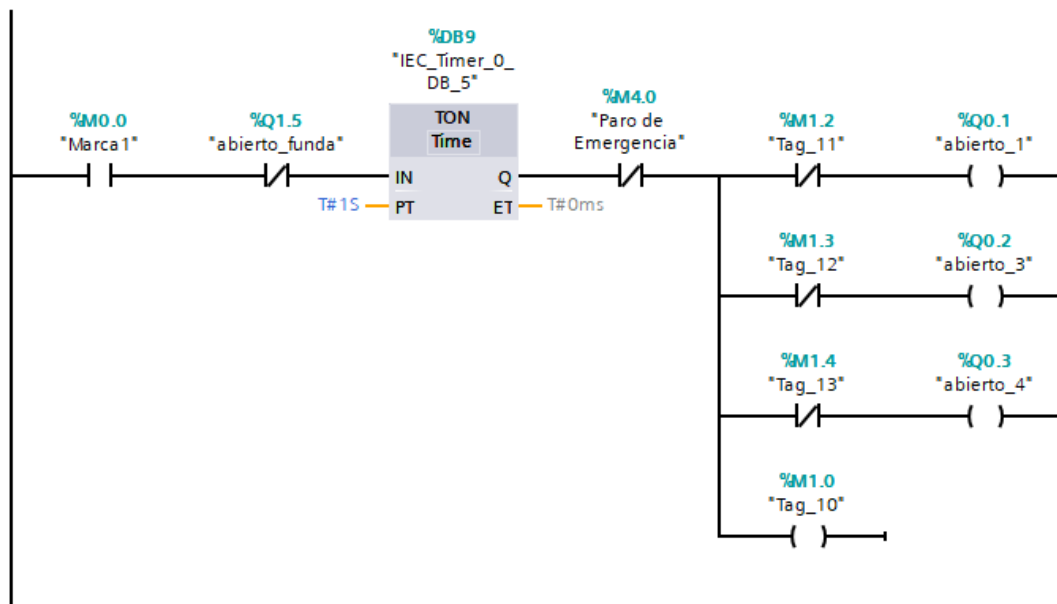 %DB9
"IEC_Timer_0_
DB_5"
%M0.0
"Marca1"
%Q1.5
"abierto_funda"
TON
Time
IN
Q
T#1S
PT
ET
T#0ms
%M4.0
"Paro de
Emergencia"
%M1.2
"Tag_11"
%Q0.1
"abierto_1"
%M1.3
"Tag_12"
%Q0.2
"abierto_3"
%M1.4
"Tag_13"
%Q0.3
"abierto_4"
%M1.0
"Tag_10"